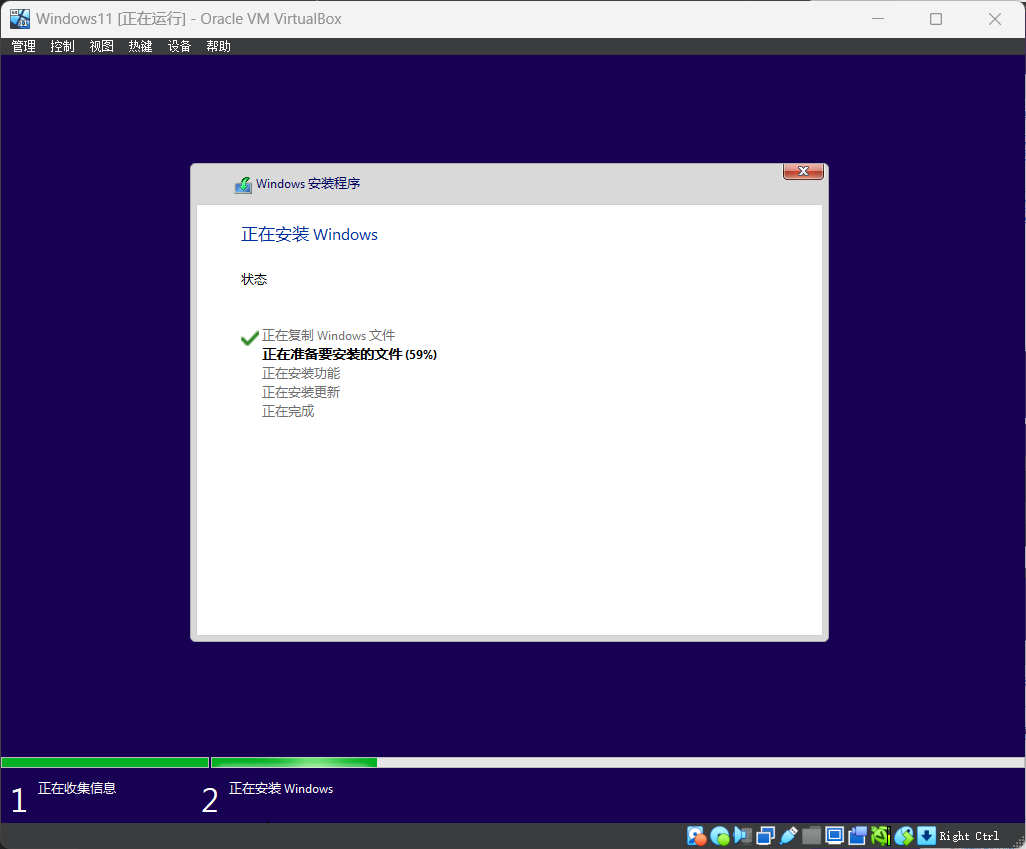 Windows11 [正在运行] - Oracle VM VirtualBox
管理 控制 视图 热键 设备 帮助
Windows 安装程序
正在安装 Windows
状态
正在复制 Windows 文件
正在准备要安装的文件 (59%)
正在安装功能
正在安装更新
正在完成
1 正在收集信息 2 正在安装 Windows
Right Ctrl